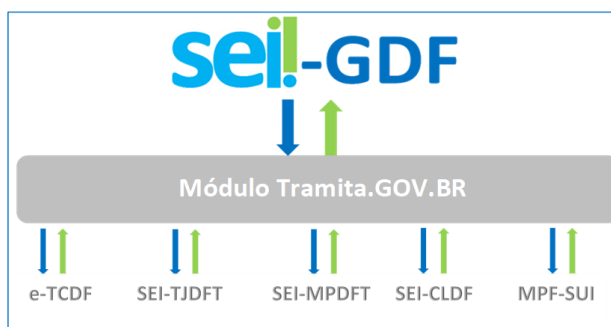 sei!-GDF
Módulo Tramita.GOV.BR
e-TCDF SEI-TJDFT SEI-MPDFT SEI-CLDF MPF-SUI